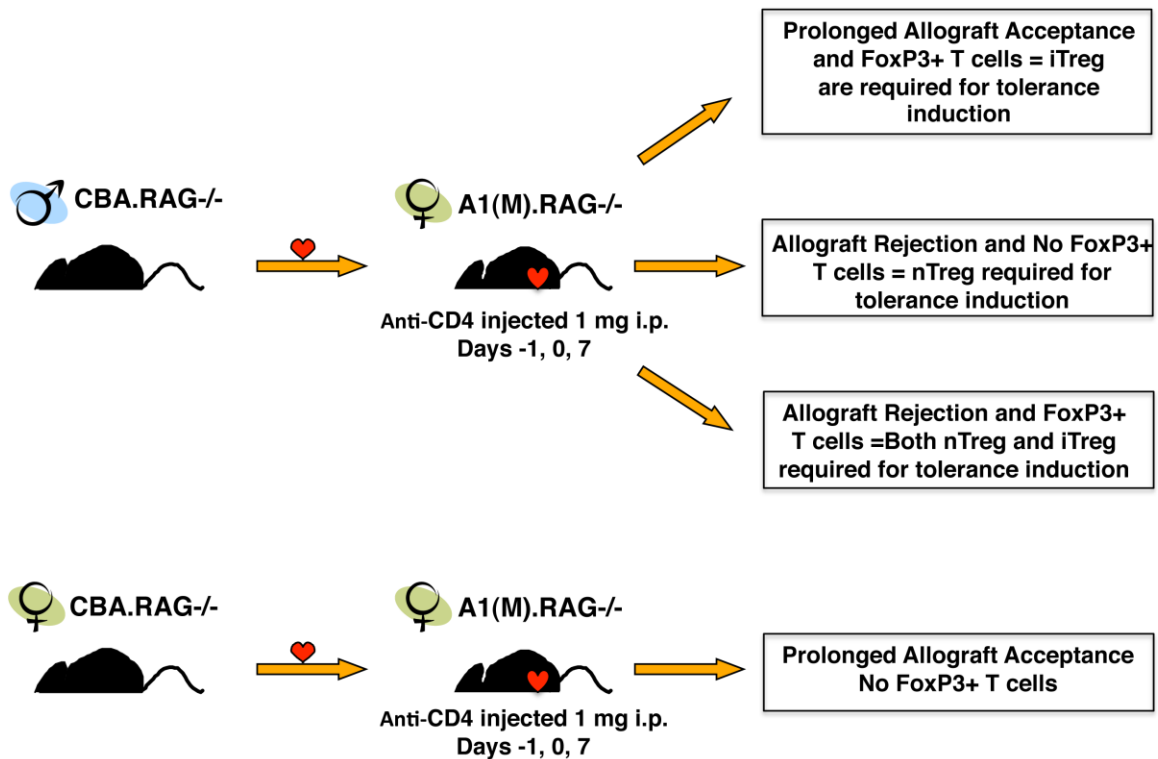 Prolonged Allograft Acceptance
and FoxP3+ T cells = iTreg
are required for tolerance
induction
CBA.RAG-/-
A1(M).RAG-/-
Anti-CD4 injected 1 mg i.p.
Days -1, 0, 7
Allograft Rejection and No FoxP3+
T cells = nTreg required for
tolerance induction
Allograft Rejection and FoxP3+
T cells =Both nTreg and iTreg
required for tolerance induction
CBA.RAG-/-
A1(M).RAG-/-
Anti-CD4 injected 1 mg i.p.
Days -1, 0, 7
Prolonged Allograft Acceptance
No FoxP3+ T cells